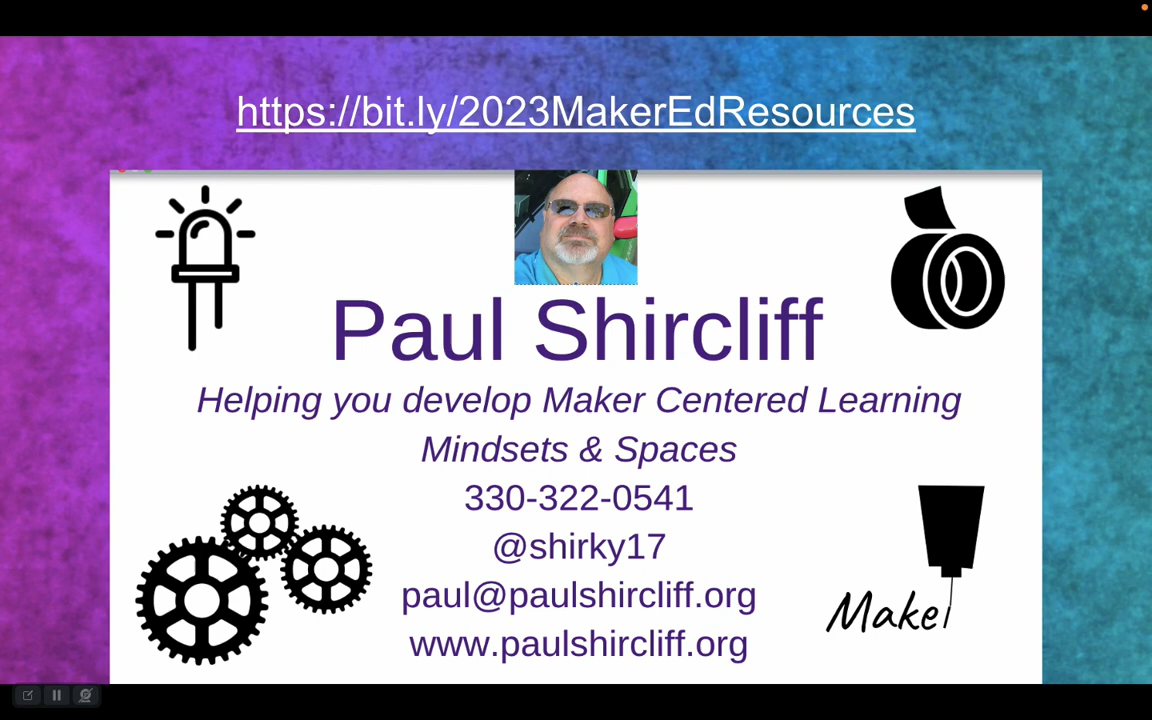 https://bit.ly/2023MakerEdResources
Paul Shircliff
Helping you develop Maker Centered Learning
Mindsets & Spaces
330-322-0541
@shirky17
paul@paulshircliff.org
www.paulshircliff.org
Make